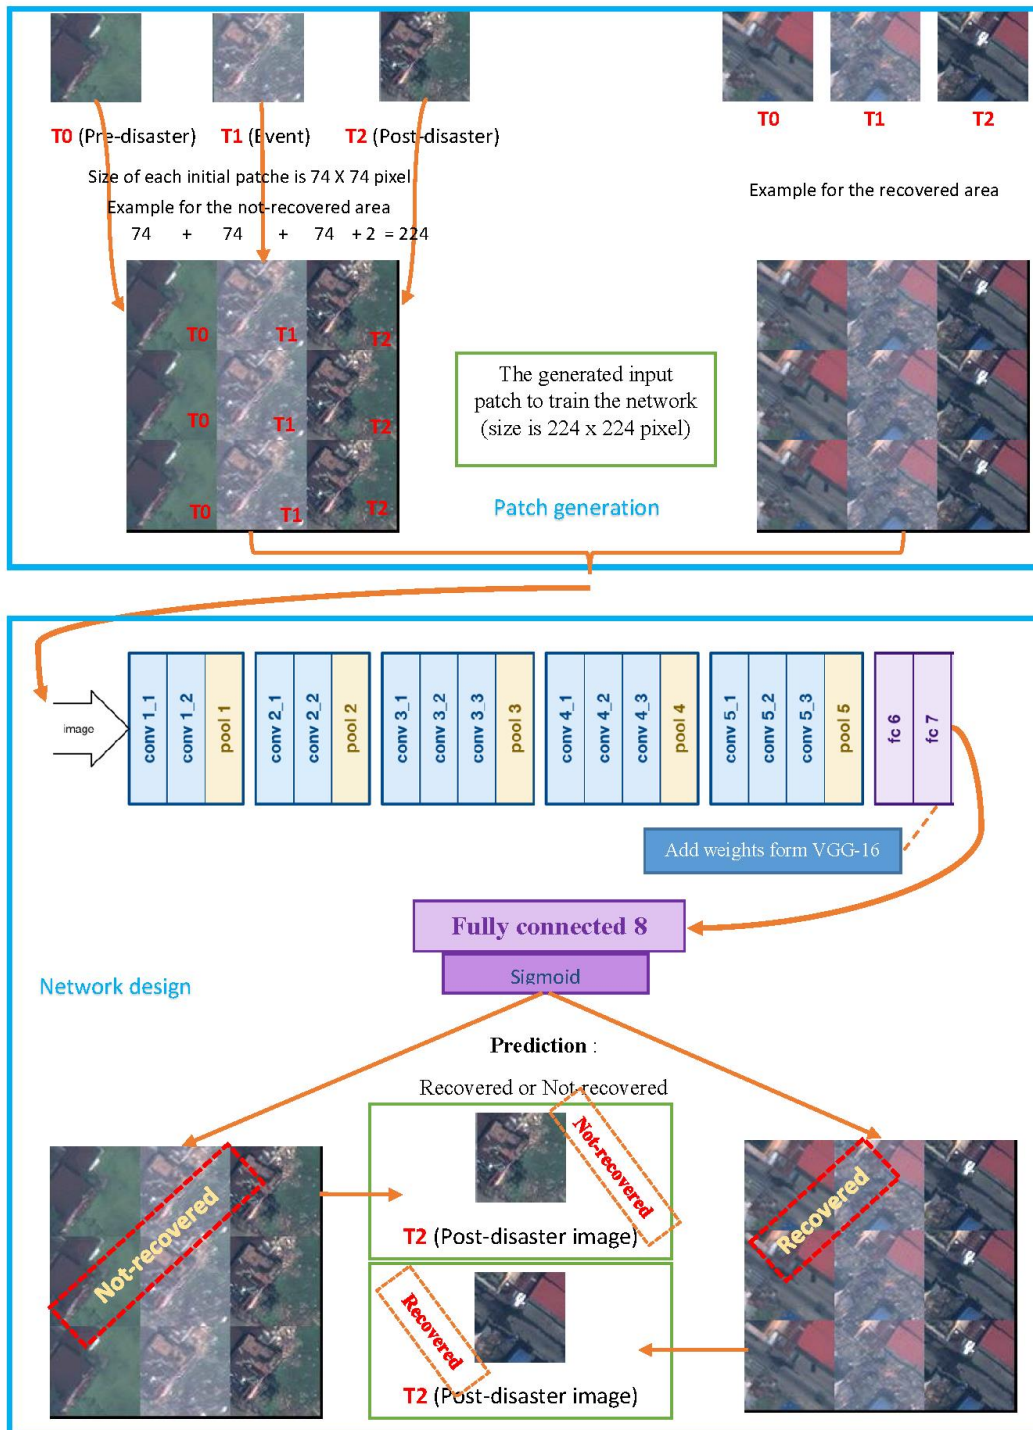 T0 (Pre-disaster) T1 (Event) T2 (Post-disaster)
Size of each initial patche is 74 X 74 pixel
Example for the not-recovered area
74 + 74 + 74 + 2 = 224
T0 T1 T2
T0 T1 T2
T0 T1 T2
T0 T1 T2
Example for the recovered area
The generated input
patch to train the network
(size is 224 x 224 pixel)
Patch generation
image
conv 1_1
conv 1_2
pool 1
conv 2_1
conv 2_2
pool 2
conv 3_1
conv 3_2
conv 3_3
pool 3
conv 4_1
conv 4_2
conv 4_3
pool 4
conv 5_1
conv 5_2
conv 5_3
pool 5
fc 6
fc 7
Add weights form VGG-16
Fully connected 8
Sigmoid
Network design
Prediction :
Recovered or Not-recovered
Not-recovered
Not-recovered
T2 (Post-disaster image)
Recovered
Recovered
T2 (Post-disaster image)